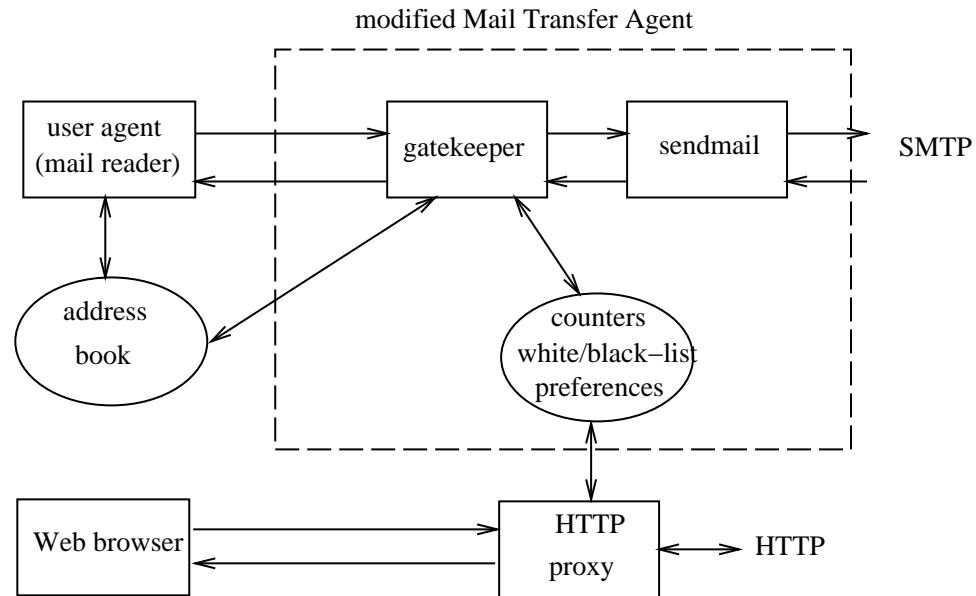 modified Mail Transfer Agent
user agent
(mail reader)
gatekeeper
sendmail
SMTP
address
book
counters
white/black−list
preferences
Web browser
HTTP
proxy
HTTP